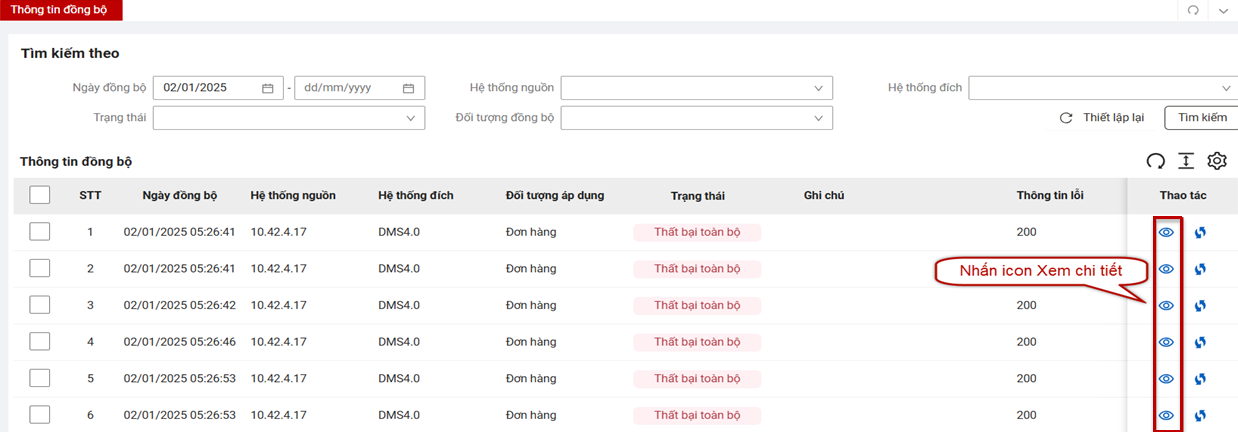 Thông tin đồng bộ
Tìm kiếm theo
Ngày đồng bộ 02/01/2025 - dd/mm/yyyy Hệ thống nguồn Hệ thống đích
Trạng thái Đối tượng đồng bộ Thiết lập lại Tìm kiếm
Thông tin đồng bộ
STT Ngày đồng bộ Hệ thống nguồn Hệ thống đích Đối tượng áp dụng Trạng thái Ghi chú Thông tin lỗi Thao tác
1 02/01/2025 05:26:41 10.42.4.17 DMS4.0 Đơn hàng Thất bại toàn bộ 200
2 02/01/2025 05:26:41 10.42.4.17 DMS4.0 Đơn hàng Thất bại toàn bộ
Nhấn icon Xem chi tiết
3 02/01/2025 05:26:42 10.42.4.17 DMS4.0 Đơn hàng Thất bại toàn bộ 200
4 02/01/2025 05:26:46 10.42.4.17 DMS4.0 Đơn hàng Thất bại toàn bộ 200
5 02/01/2025 05:26:53 10.42.4.17 DMS4.0 Đơn hàng Thất bại toàn bộ 200
6 02/01/2025 05:26:53 10.42.4.17 DMS4.0 Đơn hàng Thất bại toàn bộ 200